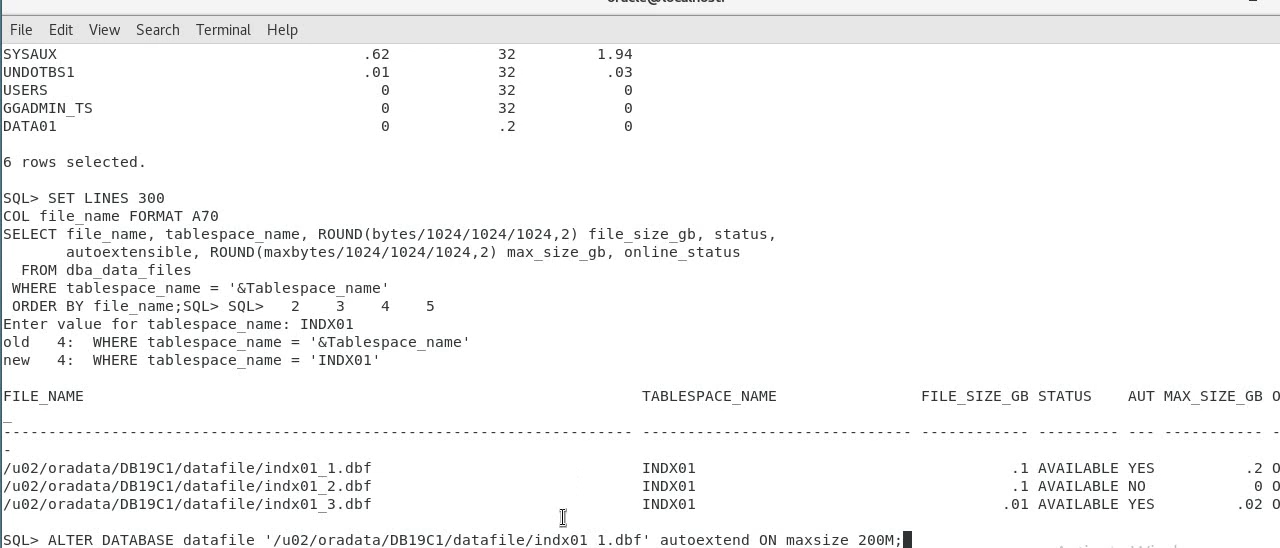 File Edit View Search Terminal Help
SYSAUX .62 32 1.94
UNDOTBS1 .01 32 .03
USERS 0 32 0
GGADMIN_TS 0 32 0
DATA01 0 .2 0
6 rows selected.
SQL> SET LINES 300
COL file_name FORMAT A70
SELECT file_name, tablespace_name, ROUND(bytes/1024/1024/1024,2) file_size_gb, status,
autoextensible, ROUND(maxbytes/1024/1024/1024,2) max_size_gb, online_status
FROM dba_data_files
WHERE tablespace_name = '&Tablespace_name'
ORDER BY file_name;SQL> SQL> 2 3 4 5
Enter value for tablespace_name: INDX01
old 4: WHERE tablespace_name = '&Tablespace_name'
new 4: WHERE tablespace_name = 'INDX01'
FILE_NAME TABLESPACE_NAME FILE_SIZE_GB STATUS AUT MAX_SIZE_GB O
_
---------------------------------------------------------------------- ------------------------------ ------------ --------- --- ----------- -
-
/u02/oradata/DB19C1/datafile/indx01_1.dbf INDX01 .1 AVAILABLE YES .2 O
/u02/oradata/DB19C1/datafile/indx01_2.dbf INDX01 .1 AVAILABLE NO 0 O
/u02/oradata/DB19C1/datafile/indx01_3.dbf INDX01 .01 AVAILABLE YES .02 O
SQL> ALTER DATABASE datafile '/u02/oradata/DB19C1/datafile/indx01_1.dbf' autoextend ON maxsize 200M;